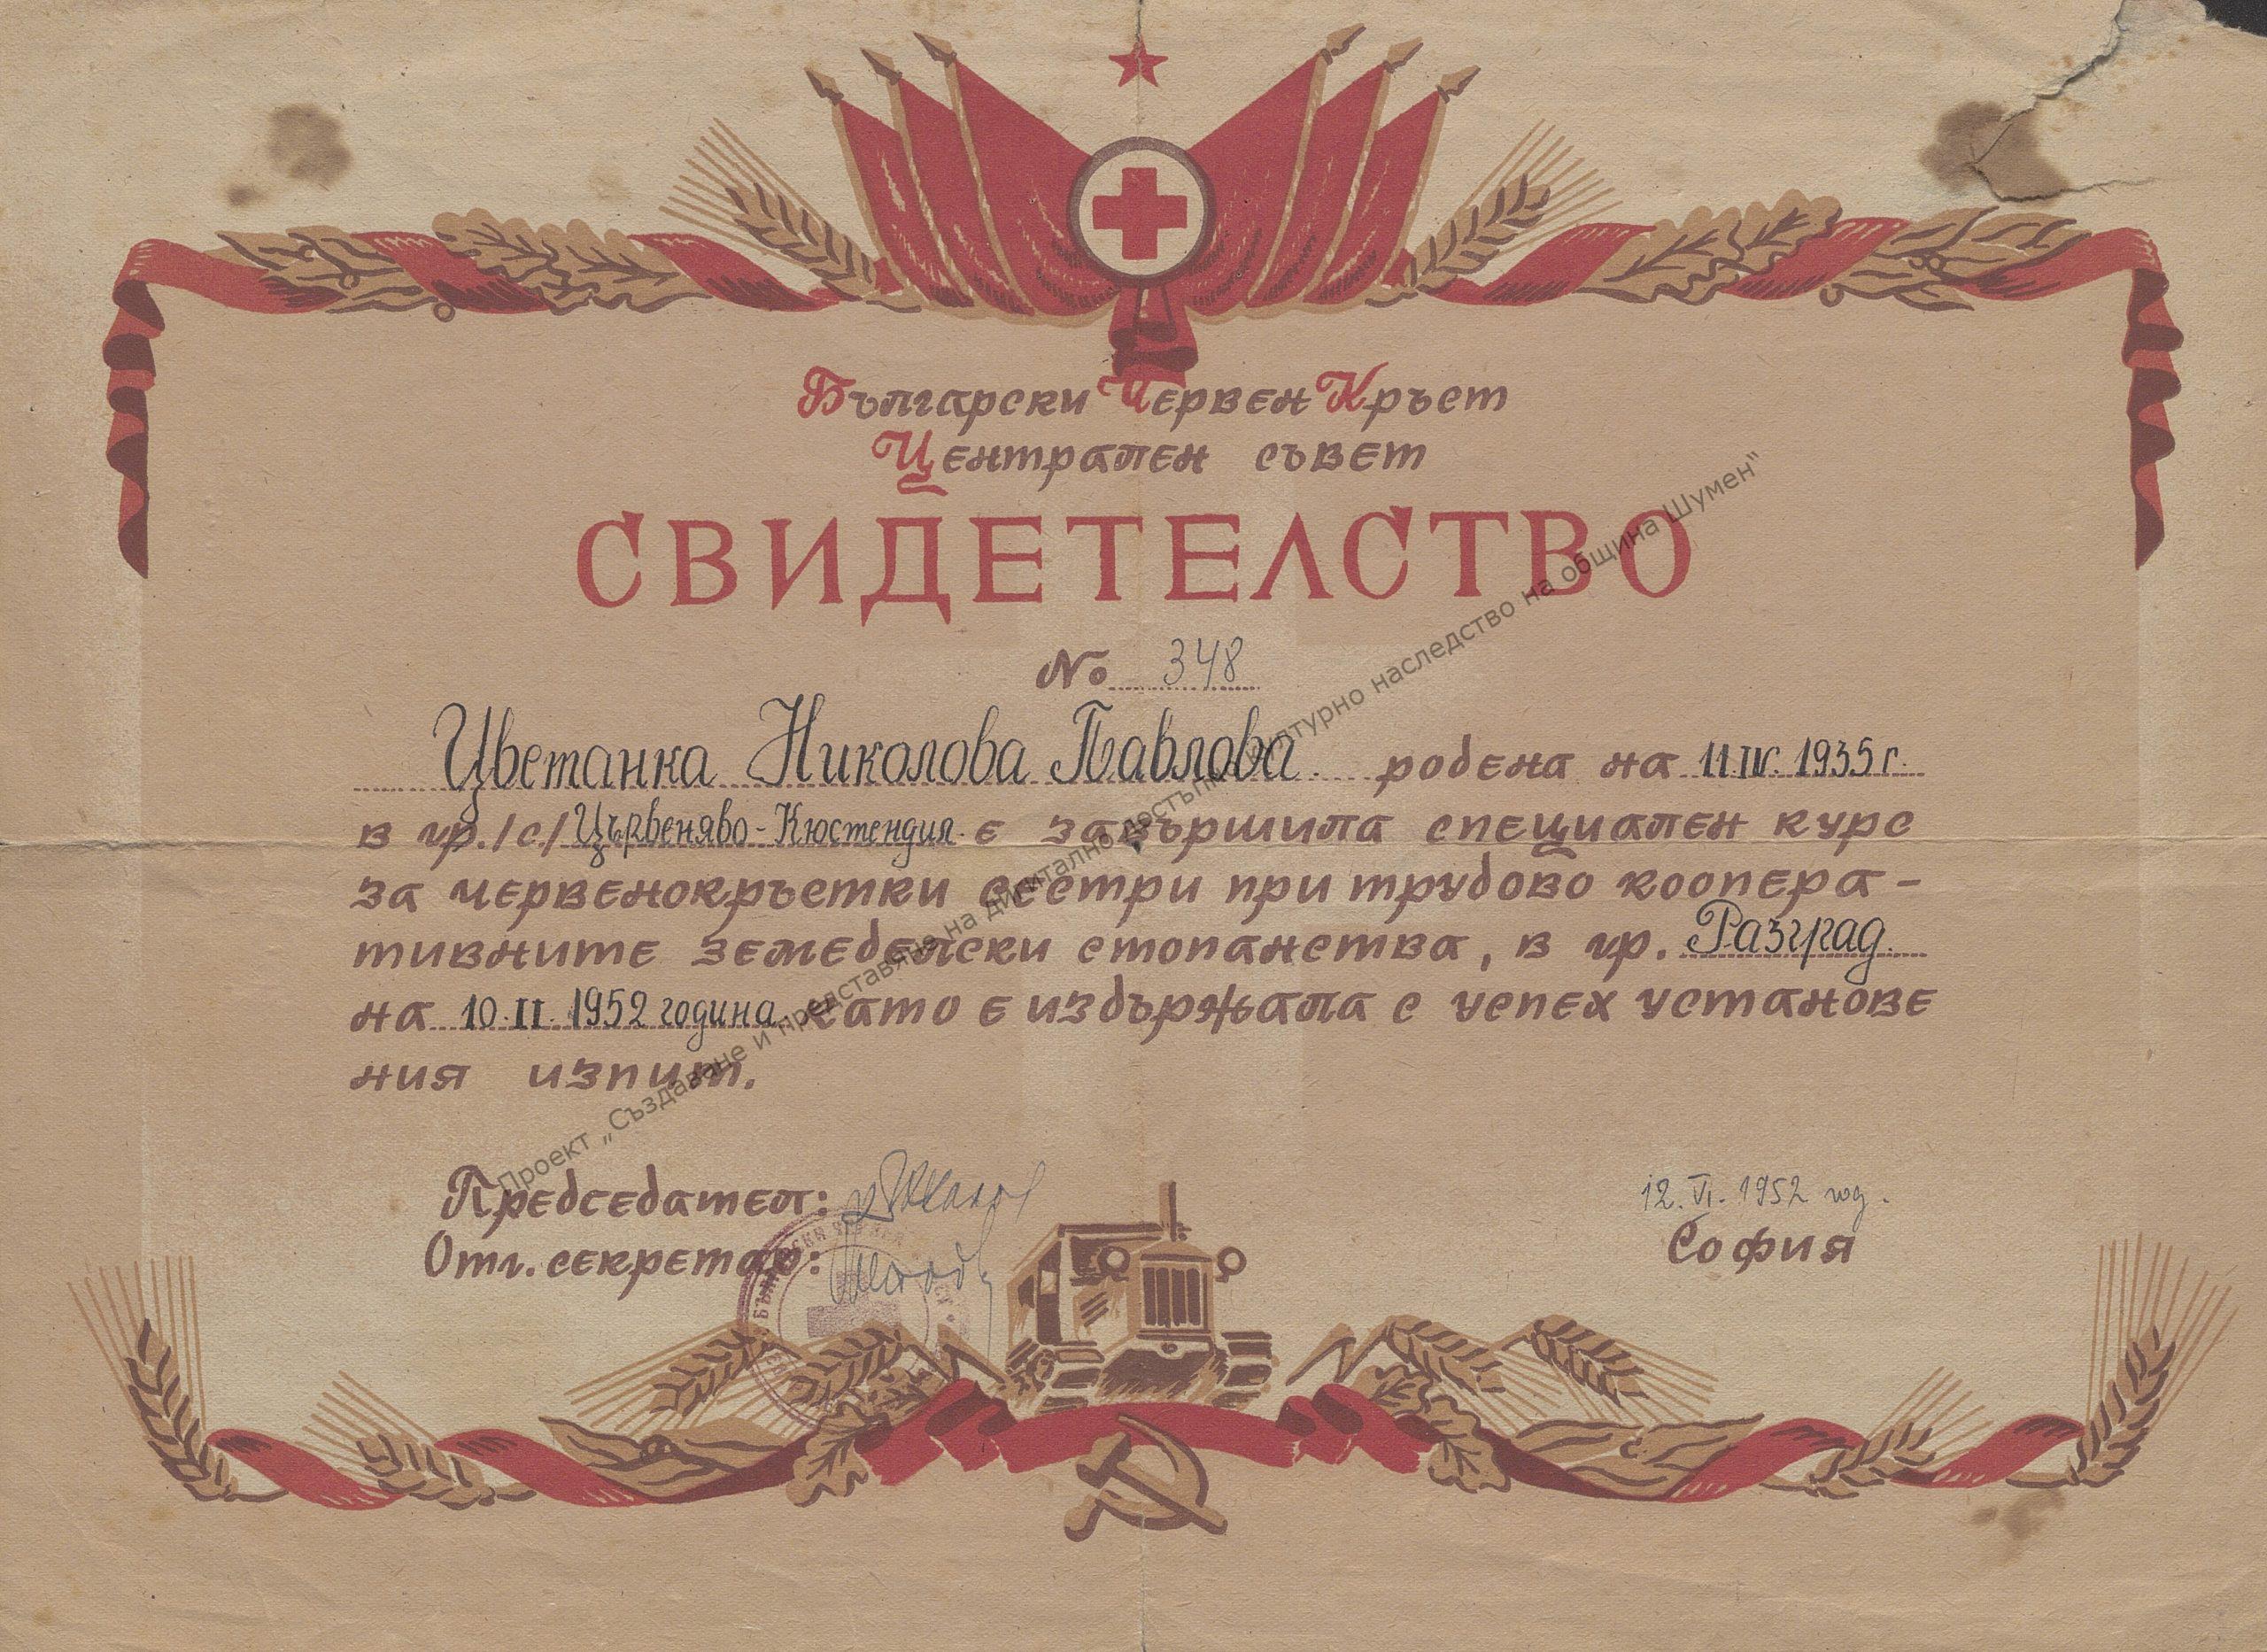 Български Червен Кръст
Централен съвет
СВИДЕТЕЛСТВО
№ 348
Цветанка Николова Павлова. родена на 11.IV.1935 г.
в гр./с/ Църveняво-Кюстендил. е завършила специален курс
за червенокръстки сестри при трудово коопера-
тивните земеделски стопанства, в гр. Разград.
на 10.II.1952 година. като е издържала с успех установе
ния изпит.
Председател:
12.VI.1952 год.
Отг. секретар:
София
Проект „Създаване и представяне на дигитално достъпно културно наследство на община Шумен“